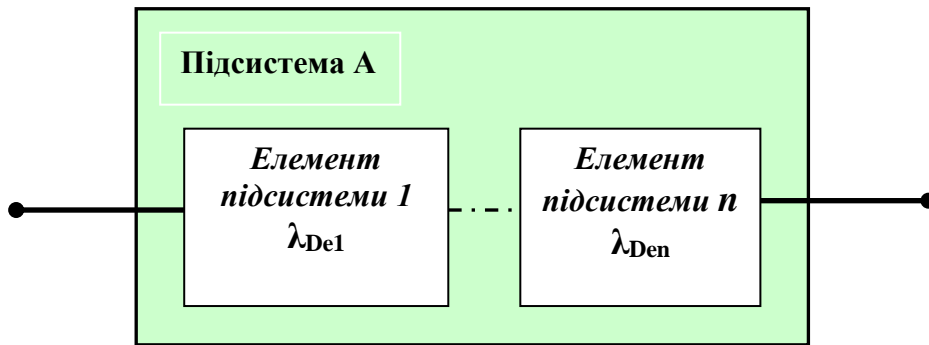 Підсистема А
Елемент
підсистеми 1
λDe1
Елемент
підсистеми n
λDen